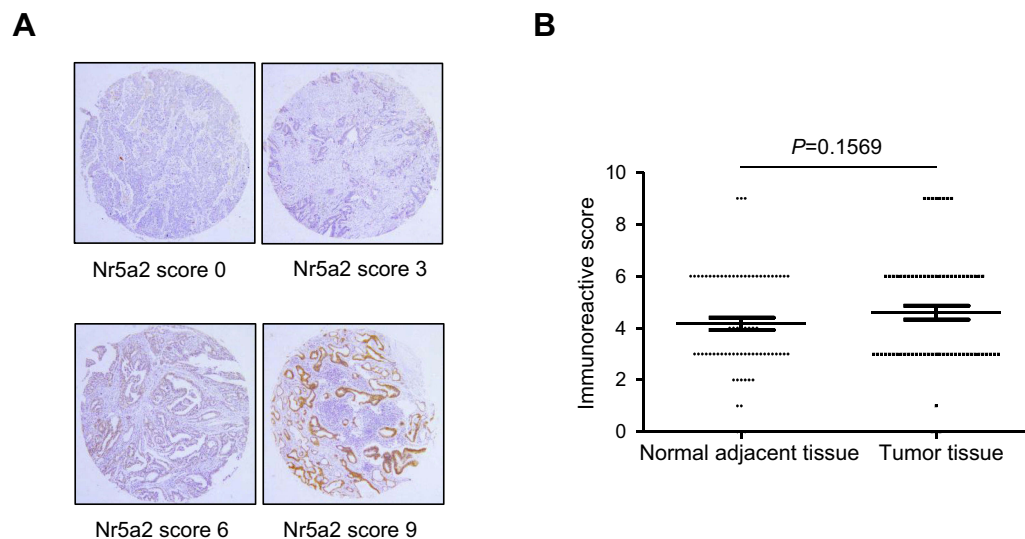 A
Nr5a2 score 0
Nr5a2 score 3
Nr5a2 score 6
Nr5a2 score 9
B
P=0.1569
Immunoreactive score
10
8
6
4
2
0
Normal adjacent tissue
Tumor tissue